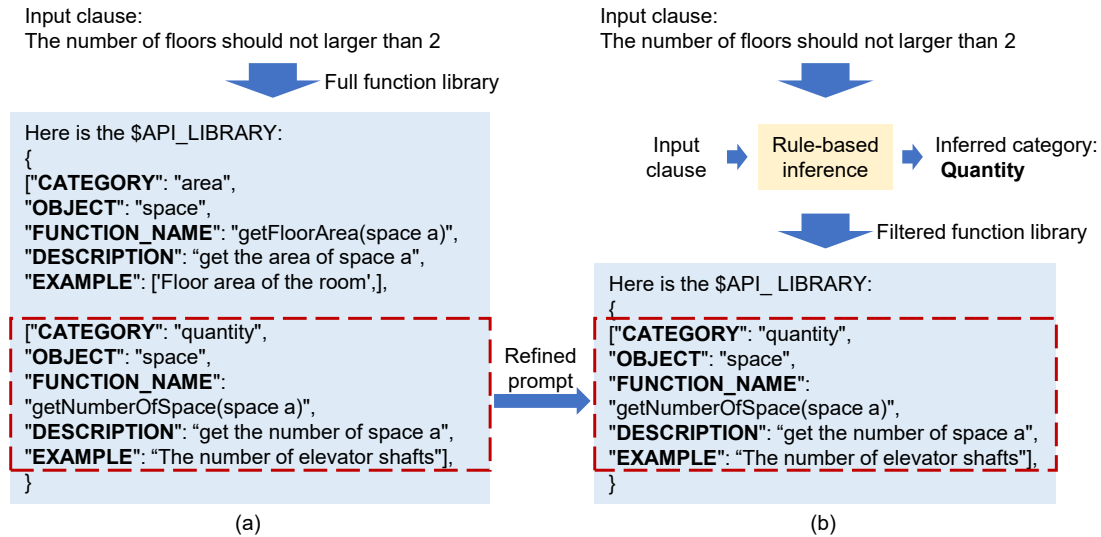 Input clause:
The number of floors should not larger than 2
Full function library
Here is the $API_LIBRARY:
{
["CATEGORY": "area",
"OBJECT": "space",
"FUNCTION_NAME": "getFloorArea(space a)",
"DESCRIPTION": “get the area of space a",
"EXAMPLE": ['Floor area of the room',],
["CATEGORY": "quantity",
"OBJECT": "space",
"FUNCTION_NAME":
"getNumberOfSpace(space a)",
"DESCRIPTION": “get the number of space a",
"EXAMPLE": “The number of elevator shafts"],
}
(a)
Refined
prompt
Input clause:
The number of floors should not larger than 2
Input
clause
Rule-based
inference
Inferred category:
Quantity
Filtered function library
Here is the $API_ LIBRARY:
{
["CATEGORY": "quantity",
"OBJECT": "space",
"FUNCTION_NAME":
"getNumberOfSpace(space a)",
"DESCRIPTION": “get the number of space a",
"EXAMPLE": “The number of elevator shafts"],
}
(b)